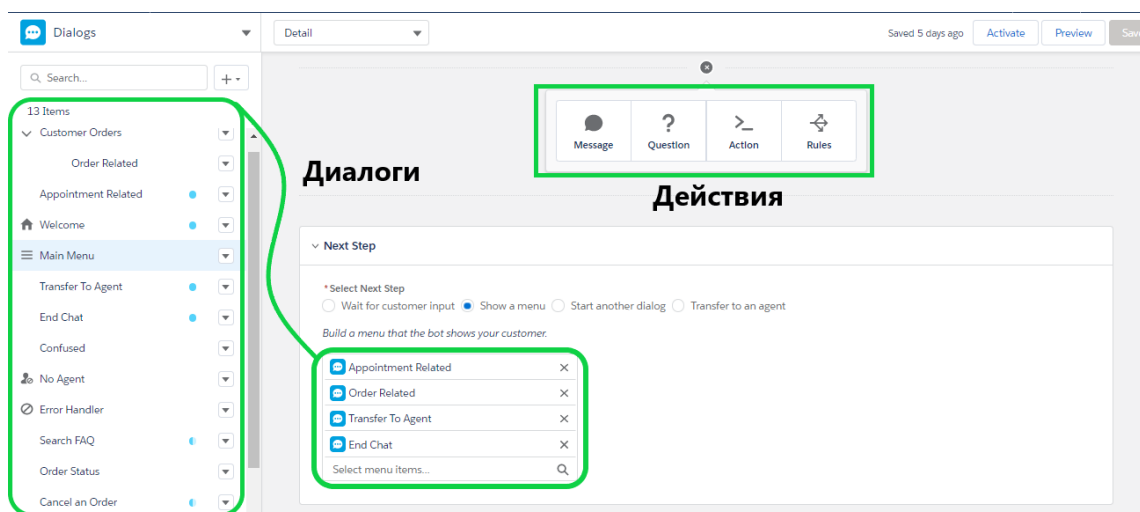 Dialogs
Detail
Saved 5 days ago
Activate
Preview
Search...
13 Items
Customer Orders
Order Related
Appointment Related
Welcome
Main Menu
Transfer To Agent
End Chat
Confused
No Agent
Error Handler
Search FAQ
Order Status
Cancel an Order
Message
Question
Action
Rules
Диалоги
Действия
Next Step
*Select Next Step
Wait for customer input Show a menu Start another dialog Transfer to an agent
Build a menu that the bot shows your customer.
Appointment Related
Order Related
Transfer To Agent
End Chat
Select menu items...